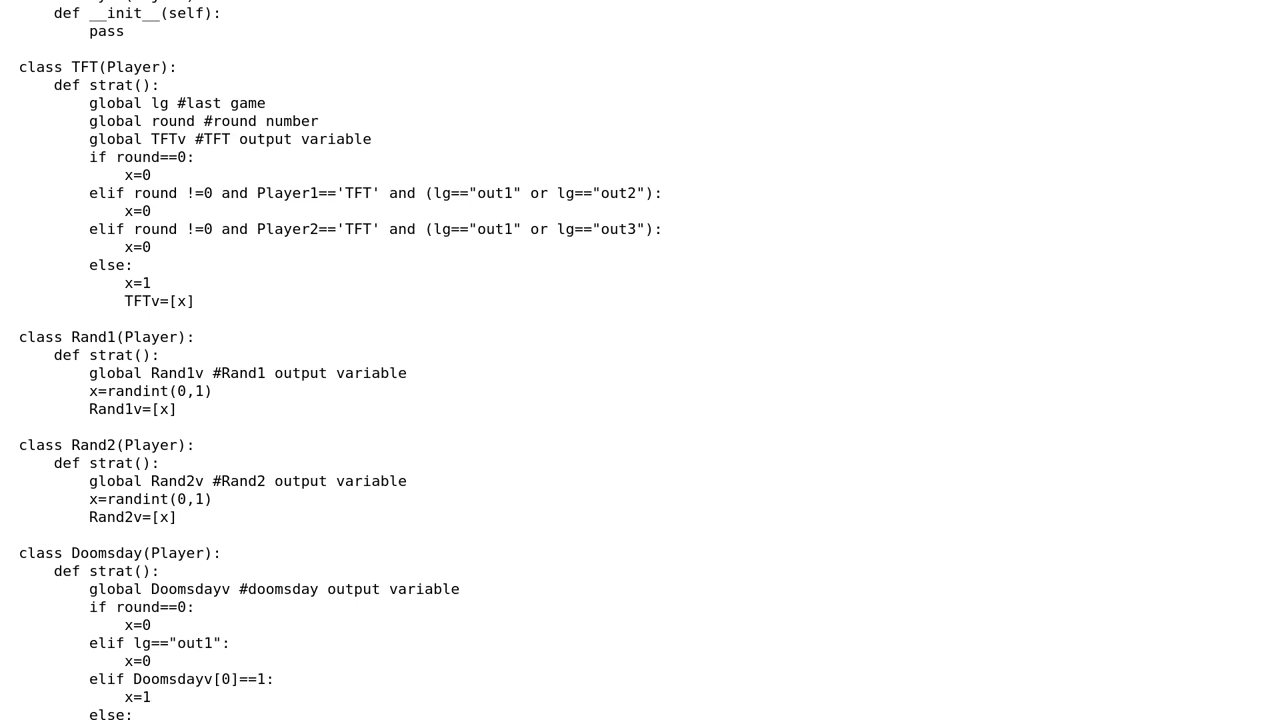 def __init__(self):
pass
class TFT(Player):
def strat():
global lg #last game
global round #round number
global TFTv #TFT output variable
if round==0:
x=0
elif round !=0 and Player1=='TFT' and (lg=="out1" or lg=="out2"):
x=0
elif round !=0 and Player2=='TFT' and (lg=="out1" or lg=="out3"):
x=0
else:
x=1
TFTv=[x]
class Rand1(Player):
def strat():
global Rand1v #Rand1 output variable
x=randint(0,1)
Rand1v=[x]
class Rand2(Player):
def strat():
global Rand2v #Rand2 output variable
x=randint(0,1)
Rand2v=[x]
class Doomsday(Player):
def strat():
global Doomsdayv #doomsday output variable
if round==0:
x=0
elif lg=="out1":
x=0
elif Doomsdayv[0]==1:
x=1
else: